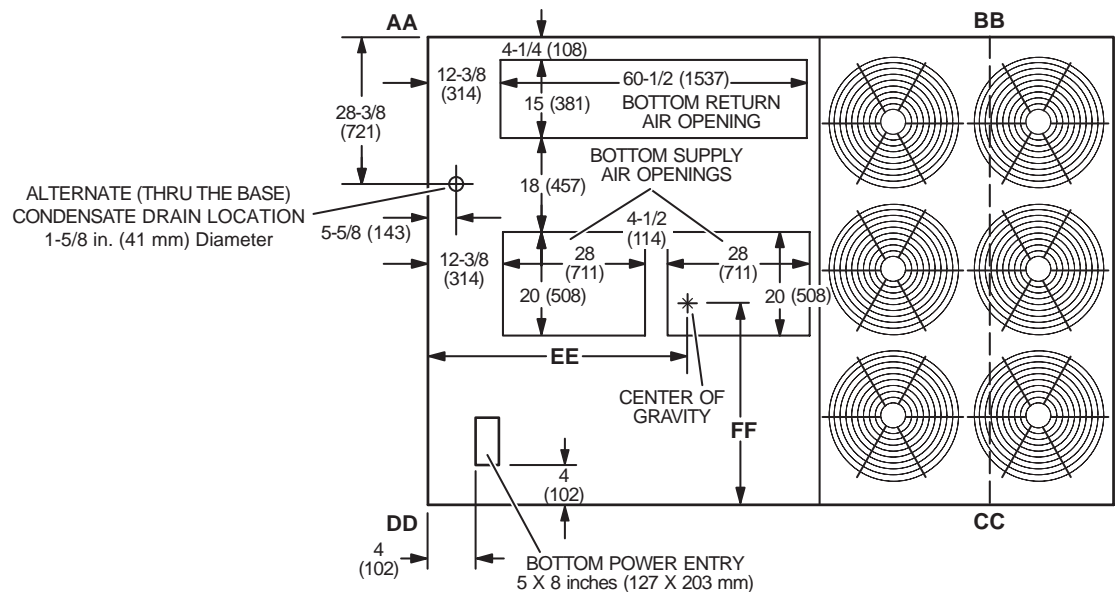 AA
BB
4-1/4 (108)
12-3/8
(314)
60-1/2 (1537)
28-3/8
(721)
15 (381)
BOTTOM RETURN
AIR OPENING
BOTTOM SUPPLY
AIR OPENINGS
18 (457)
ALTERNATE (THRU THE BASE)
CONDENSATE DRAIN LOCATION
1-5/8 in. (41 mm) Diameter
5-5/8 (143)
4-1/2
(114)
12-3/8
(314)
28
(711)
28
(711)
20 (508)
20 (508)
EE
CENTER OF
GRAVITY
FF
4
(102)
DD
CC
4
(102)
BOTTOM POWER ENTRY
5 X 8 inches (127 X 203 mm)